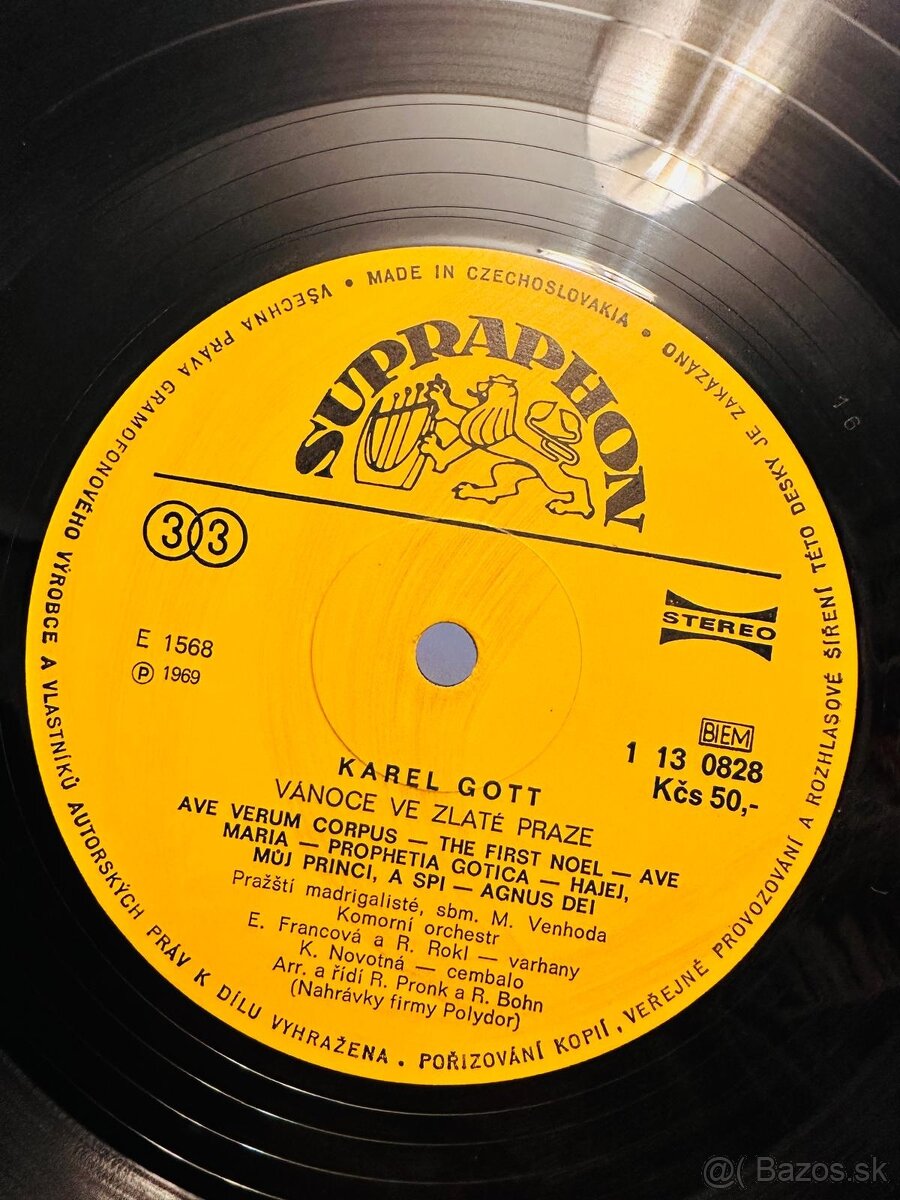 VŠECHNA PRÁVA GRAMOFONOVÉHO VÝROBCE A VLASTNÍKŮ AUTORSKÝCH PRÁV K DÍLU VYHRAŽENA . POŘIZOVÁNÍ KOPIÍ, VEŘEJNÉ PROVOZOVÁNÍ A ROZHLASOVÉ ŠÍŘENÍ TÉTO DESKY JE ZAKÁZÁNO • MADE IN CZECHOSLOVAKIA •
SUPRAPHON
33
STEREO
E 1568
Ⓟ 1969
BIEM
1 13 0828
Kčs 50,-
KAREL GOTT
VÁNOCE VE ZLATÉ PRAZE
AVE VERUM CORPUS — THE FIRST NOEL — AVE
MARIA — PROPHETIA GOTICA — HAJEJ,
MŮJ PRINCI, A SPI — AGNUS DEI
Pražští madrigalisté, sbm. M. Venhoda
Komorní orchestr
E. Francová a R. Rokl — varhany
K. Novotná — cembalo
Arr. a řídí R. Pronk a R. Bohn
(Nahrávky firmy Polydor)
16
@( Bazos.sk